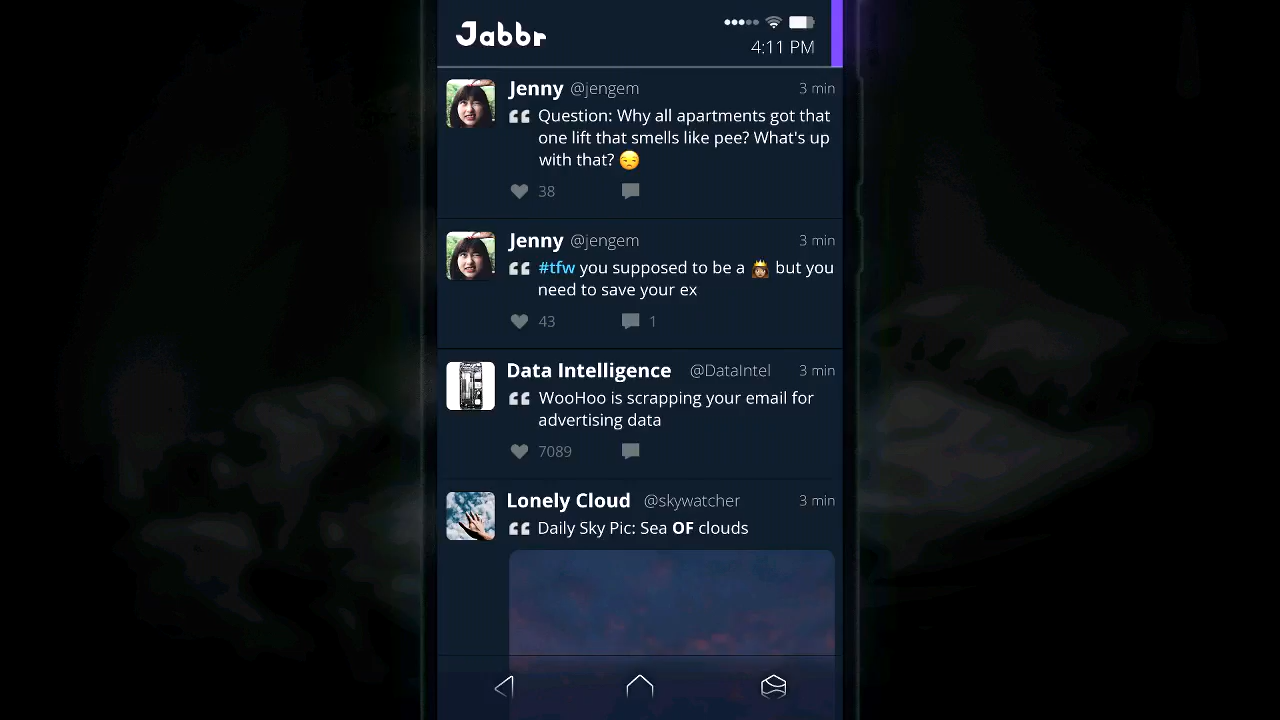 Jabbr
4:11 PM
Jenny @jengem 3 min
Question: Why all apartments got that
one lift that smells like pee? What's up
with that? 😒
38
Jenny @jengem 3 min
#tfw you supposed to be a 👸🏽 but you
need to save your ex
43 1
Data Intelligence @DataIntel 3 min
WooHoo is scrapping your email for
advertising data
7089
Lonely Cloud @skywatcher 3 min
Daily Sky Pic: Sea OF clouds